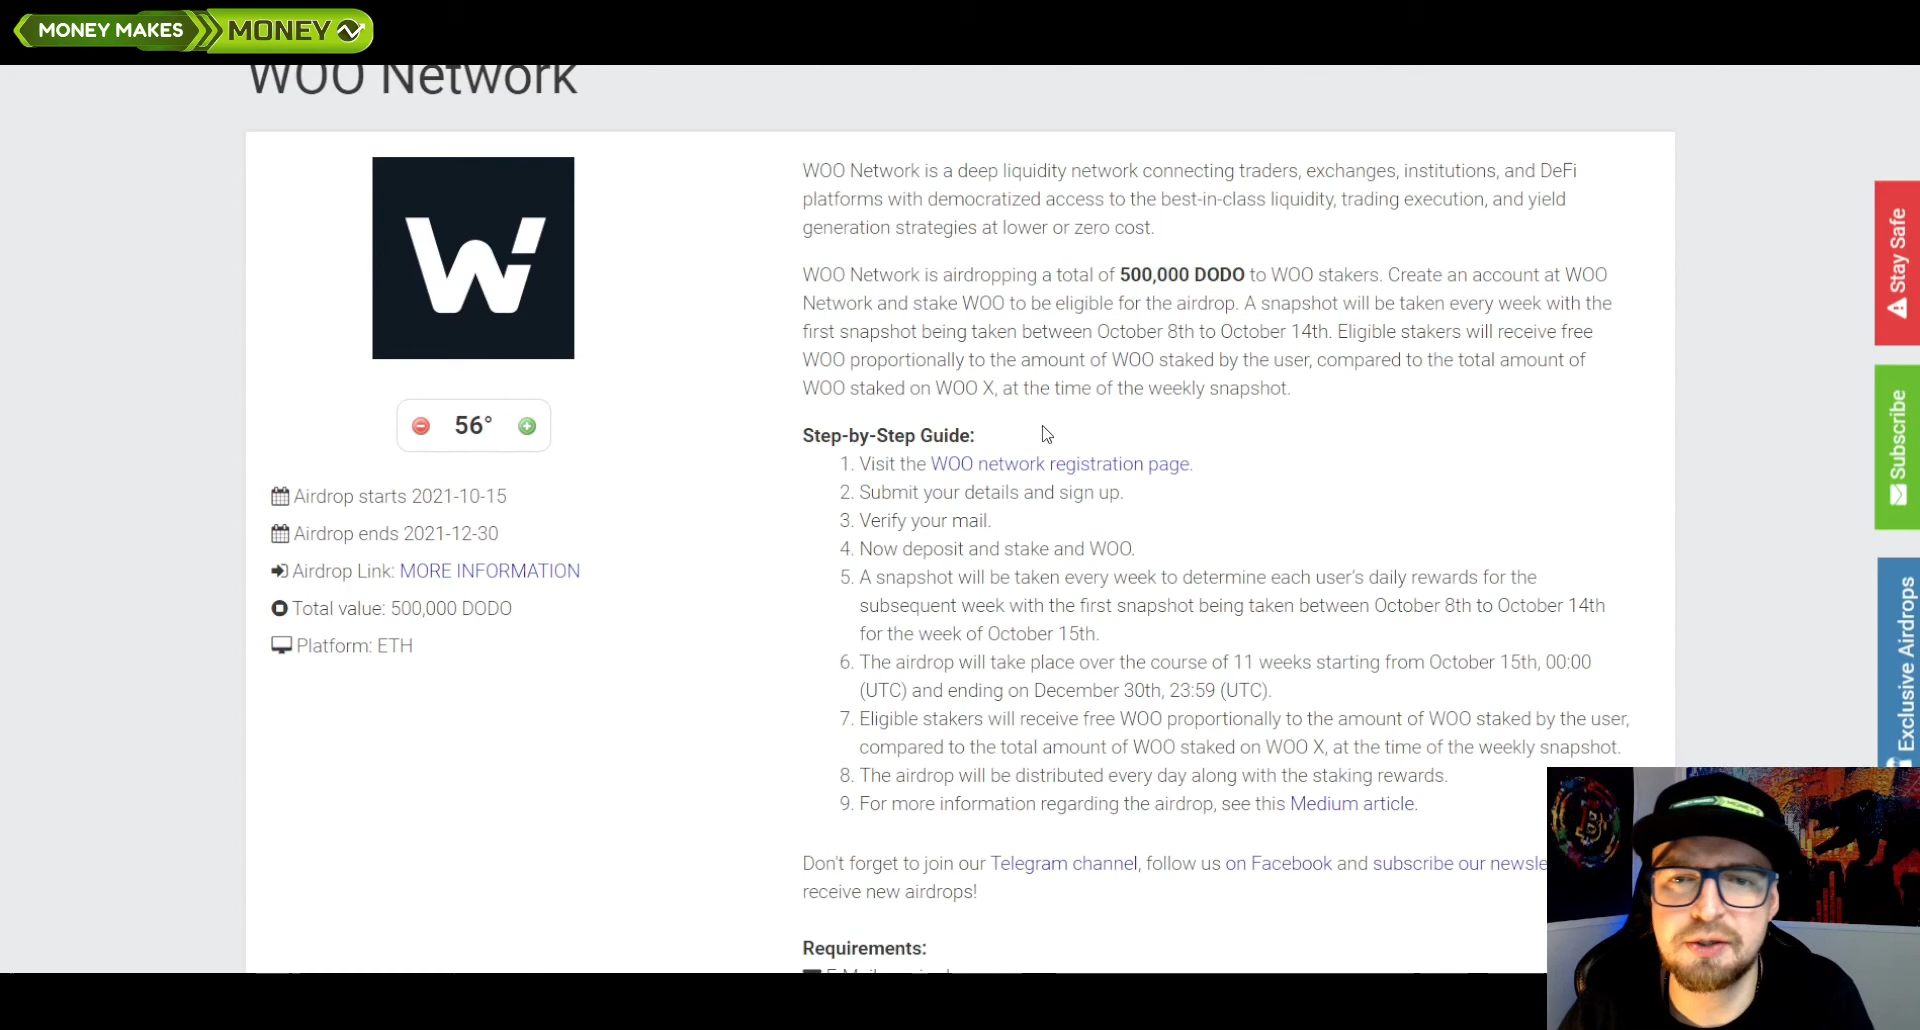 MONEY MAKES MONEY
WOO Network
WOO Network is a deep liquidity network connecting traders, exchanges, institutions, and DeFi
platforms with democratized access to the best-in-class liquidity, trading execution, and yield
generation strategies at lower or zero cost.
WOO Network is airdropping a total of 500,000 DODO to WOO stakers. Create an account at WOO
Network and stake WOO to be eligible for the airdrop. A snapshot will be taken every week with the
first snapshot being taken between October 8th to October 14th. Eligible stakers will receive free
WOO proportionally to the amount of WOO staked by the user, compared to the total amount of
WOO staked on WOO X, at the time of the weekly snapshot.
56°
Airdrop starts 2021-10-15
Airdrop ends 2021-12-30
Airdrop Link: MORE INFORMATION
Total value: 500,000 DODO
Platform: ETH
Step-by-Step Guide:
1. Visit the WOO network registration page.
2. Submit your details and sign up.
3. Verify your mail.
4. Now deposit and stake and WOO.
5. A snapshot will be taken every week to determine each user's daily rewards for the
subsequent week with the first snapshot being taken between October 8th to October 14th
for the week of October 15th.
6. The airdrop will take place over the course of 11 weeks starting from October 15th, 00:00
(UTC) and ending on December 30th, 23:59 (UTC).
7. Eligible stakers will receive free WOO proportionally to the amount of WOO staked by the user,
compared to the total amount of WOO staked on WOO X, at the time of the weekly snapshot.
8. The airdrop will be distributed every day along with the staking rewards.
9. For more information regarding the airdrop, see this Medium article.
Don't forget to join our Telegram channel, follow us on Facebook and subscribe our newsle
receive new airdrops!
Requirements:
Stay Safe
Subscribe
Exclusive Airdrops